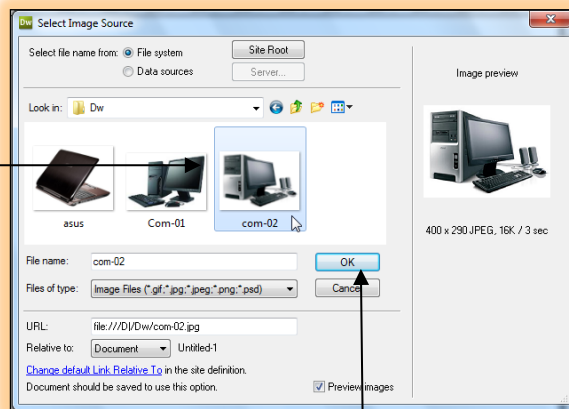 Dw Select Image Source
Select file name from: File system Site Root
Data sources Server...
Image preview
Look in: Dw
asus Com-01 com-02
400 x 290 JPEG, 16K / 3 sec
File name: com-02 OK
Files of type: Image Files (*.gif;*.jpg;*.jpeg;*.png;*.psd) Cancel
URL: file:///D|/Dw/com-02.jpg
Relative to: Document Untitled-1
Change default Link Relative To in the site definition.
Document should be saved to use this option. Preview images